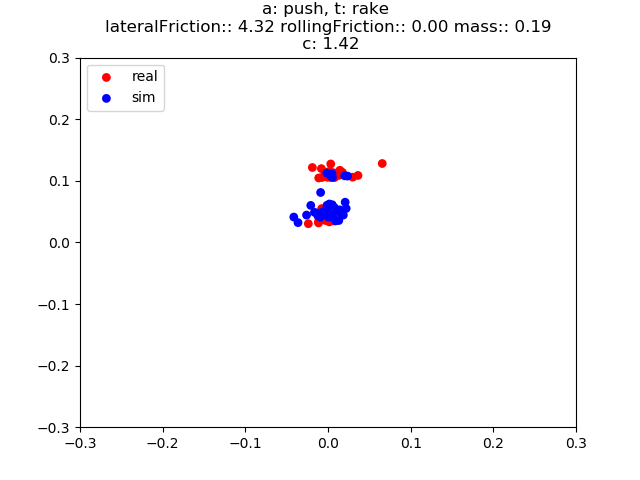 a: push, t: rake
lateralFriction:: 4.32 rollingFriction:: 0.00 mass:: 0.19
c: 1.42
real
sim
0.3
0.2
0.1
0.0
−0.1
−0.2
−0.3
−0.3 −0.2 −0.1 0.0 0.1 0.2 0.3